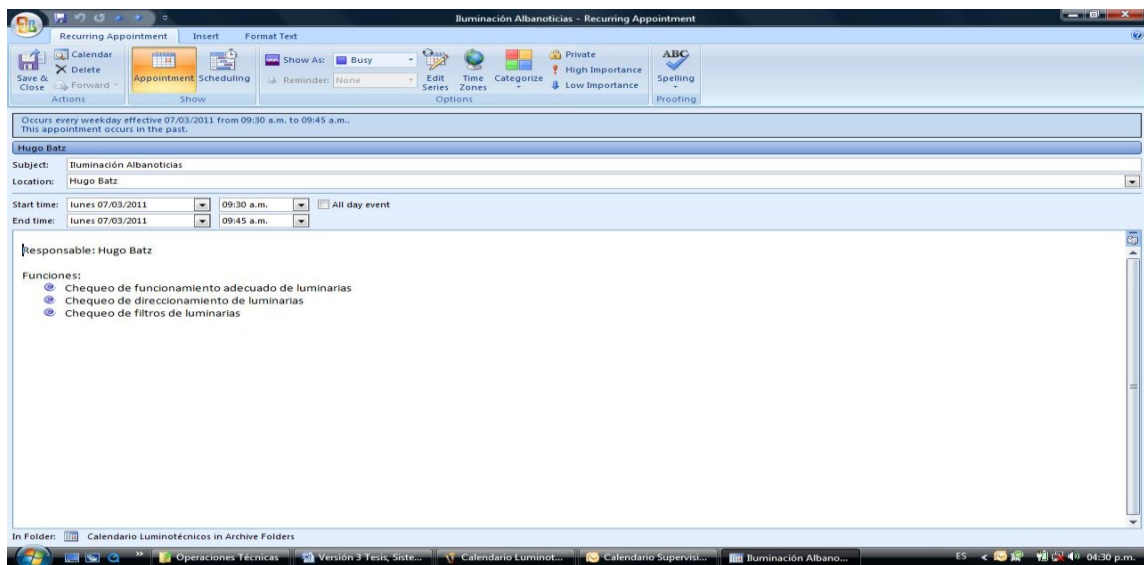 Iluminación Albanoticias - Recurring Appointment
Recurring Appointment Insert Format Text
Save & Close
Calendar
Delete
Forward
Actions
Appointment Scheduling
Show
Show As: Busy
Reminder: None
Edit Series
Time Zones
Categorize
Private
High Importance
Low Importance
Options
ABC
Spelling
Proofing
Occurs every weekday effective 07/03/2011 from 09:30 a.m. to 09:45 a.m..
This appointment occurs in the past.
Hugo Batz
Subject: Iluminación Albanoticias
Location: Hugo Batz
Start time: lunes 07/03/2011 09:30 a.m. All day event
End time: lunes 07/03/2011 09:45 a.m.
Responsable: Hugo Batz
Funciones:
Chequeo de funcionamiento adecuado de luminarias
Chequeo de direccionamiento de luminarias
Chequeo de filtros de luminarias
In Folder: Calendario Luminotécnicos in Archive Folders
Operaciones Técnicas Versión 3 Tesis, Siste... Calendario Luminot... Calendario Supervisi... Iluminación Albano... ES 04:30 p.m.